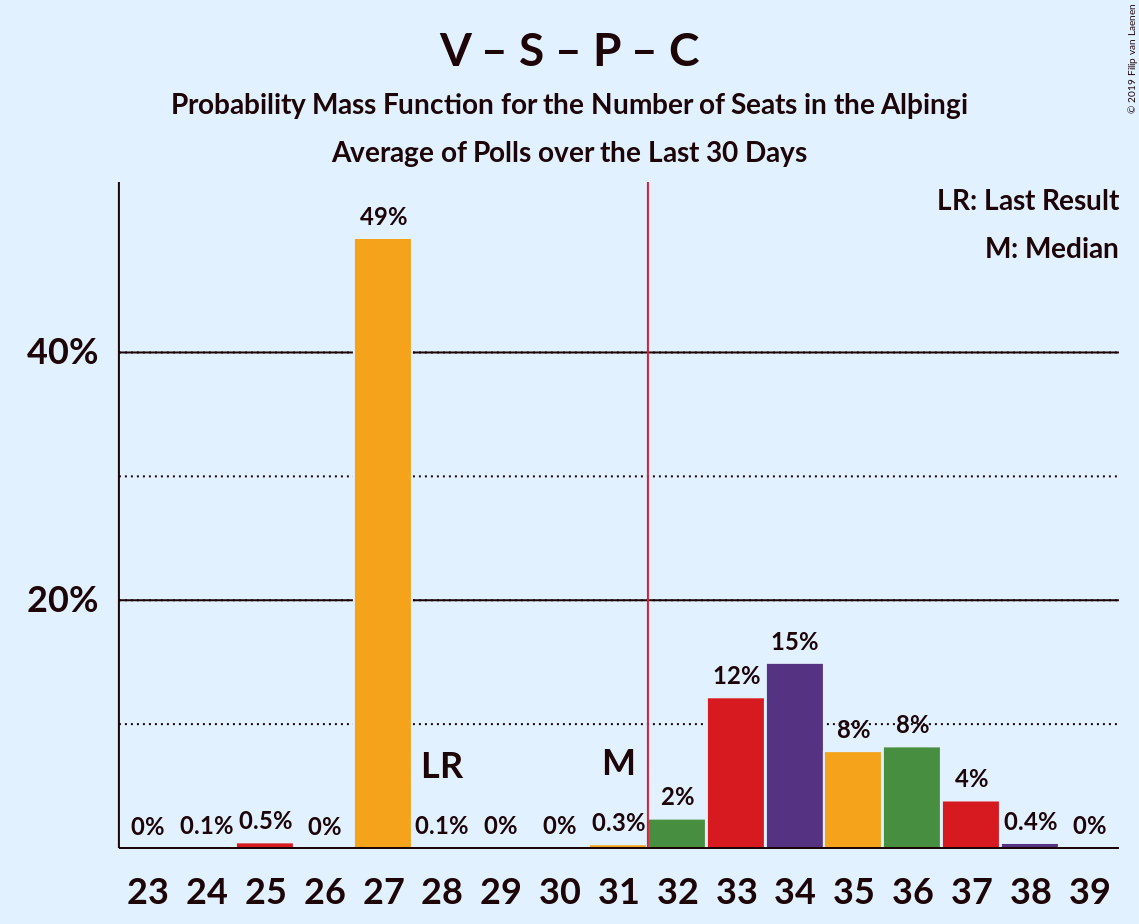 V – S – P – C
Probability Mass Function for the Number of Seats in the Alþingi
Average of Polls over the Last 30 Days
© 2019 Filip van Laenen
LR: Last Result
M: Median
49%
40%
20%
15%
12%
8%
8%
LR
M
4%
2%
0%
0.1%
0.5%
0%
0.1%
0%
0%
0.3%
0.4%
0%
23 24 25 26 27 28 29 30 31 32 33 34 35 36 37 38 39